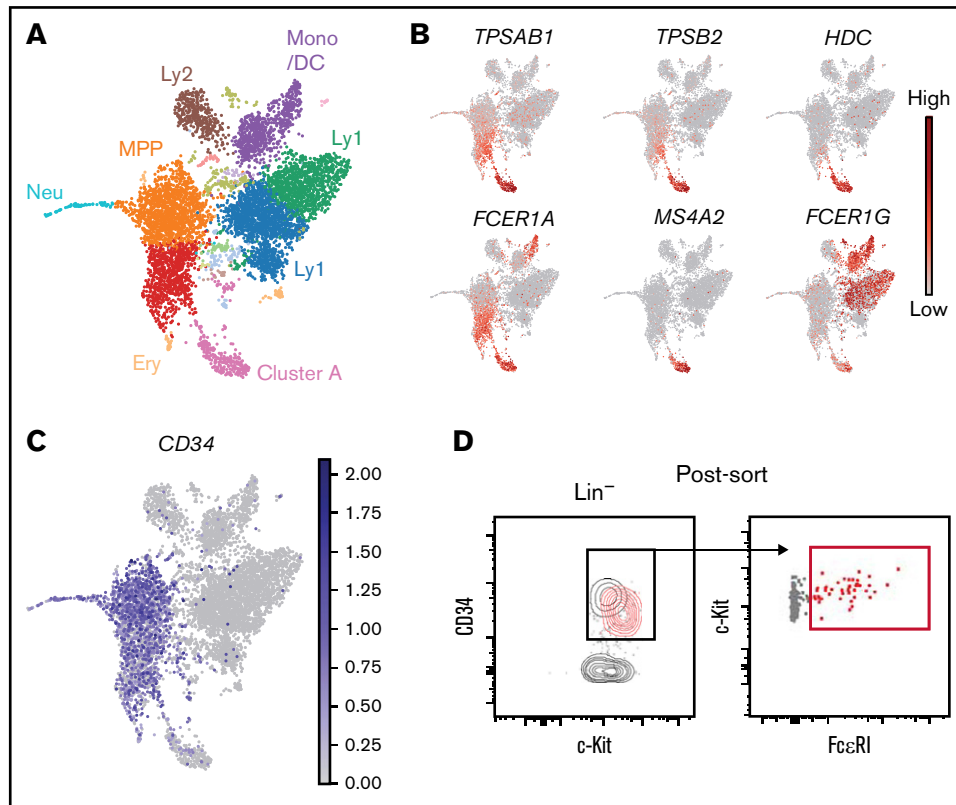 A
Mono
/DC
Ly2
MPP
Ly1
Neu
Ly1
Ery
Cluster A
B
TPSAB1
TPSB2
HDC
High
FCER1A
MS4A2
FCER1G
Low
C
CD34
2.00
1.75
1.50
1.25
1.00
0.75
0.50
0.25
0.00
D
Post-sort
Lin⁻
CD34
c-Kit
c-Kit
FcεRI